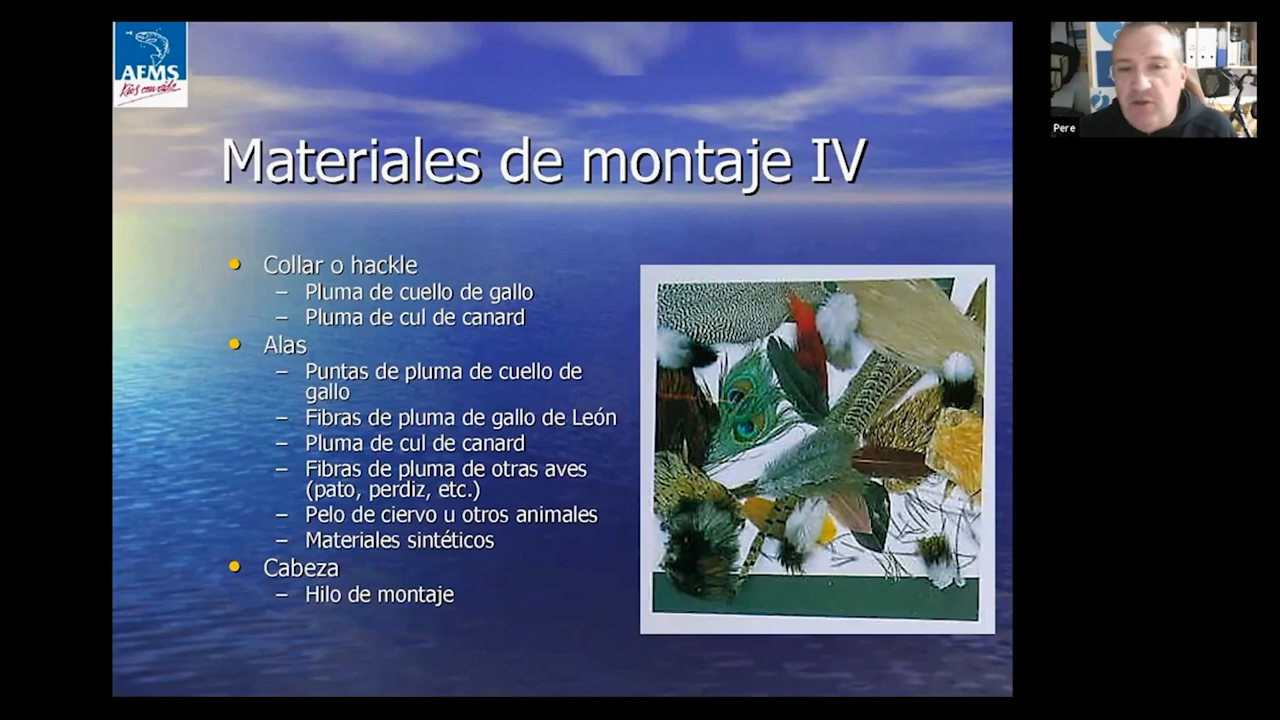 AEMS
Ríos con vida
Materiales de montaje IV
• Collar o hackle
– Pluma de cuello de gallo
– Pluma de cul de canard
• Alas
– Puntas de pluma de cuello de
gallo
– Fibras de pluma de gallo de León
– Pluma de cul de canard
– Fibras de pluma de otras aves
(pato, perdiz, etc.)
– Pelo de ciervo u otros animales
– Materiales sintéticos
• Cabeza
– Hilo de montaje
Pere